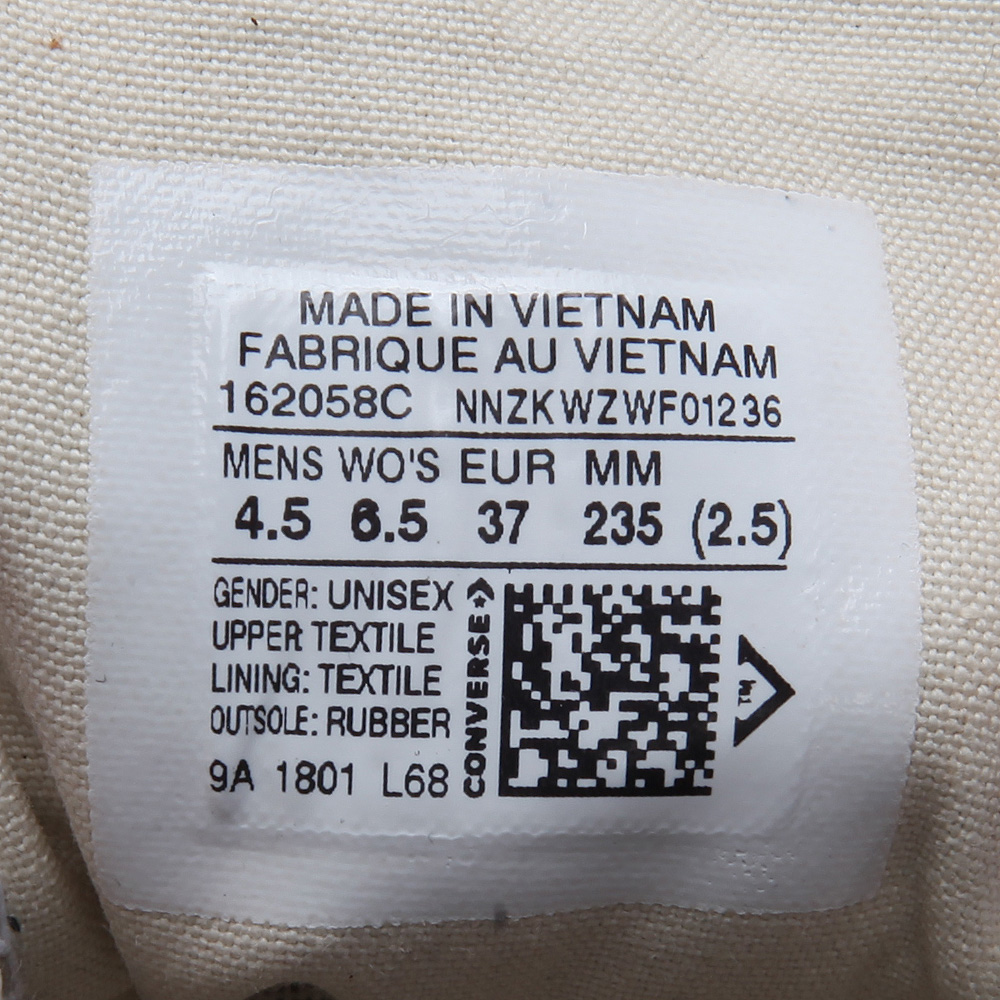 MADE IN VIETNAM
FABRIQUE AU VIETNAM
162058C NNZKWZWF01236
MENS WO'S EUR MM
4.5 6.5 37 235 (2.5)
GENDER: UNISEX
UPPER TEXTILE
LINING: TEXTILE
OUTSOLE: RUBBER
9A 1801 L68
CONVERSE